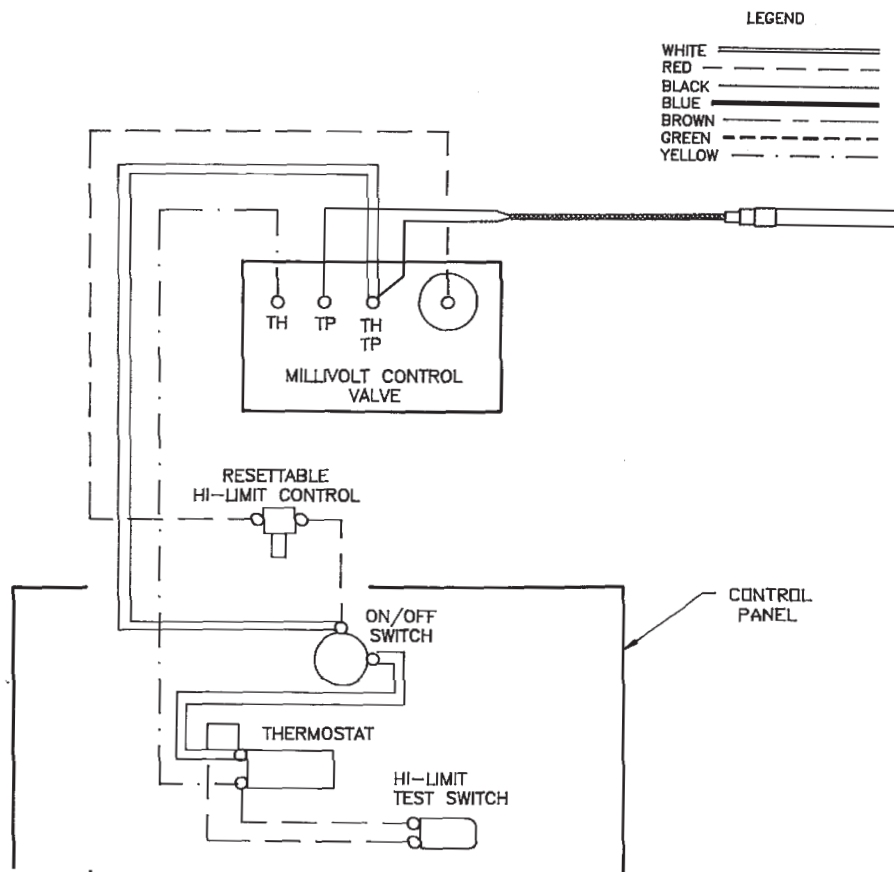 LEGEND
WHITE
RED
BLACK
BLUE
BROWN
GREEN
YELLOW
TH
TP
TH
TP
MILLIVOLT CONTROL
VALVE
RESETTABLE
HI-LIMIT CONTROL
CONTROL
PANEL
ON/OFF
SWITCH
THERMOSTAT
HI-LIMIT
TEST SWITCH